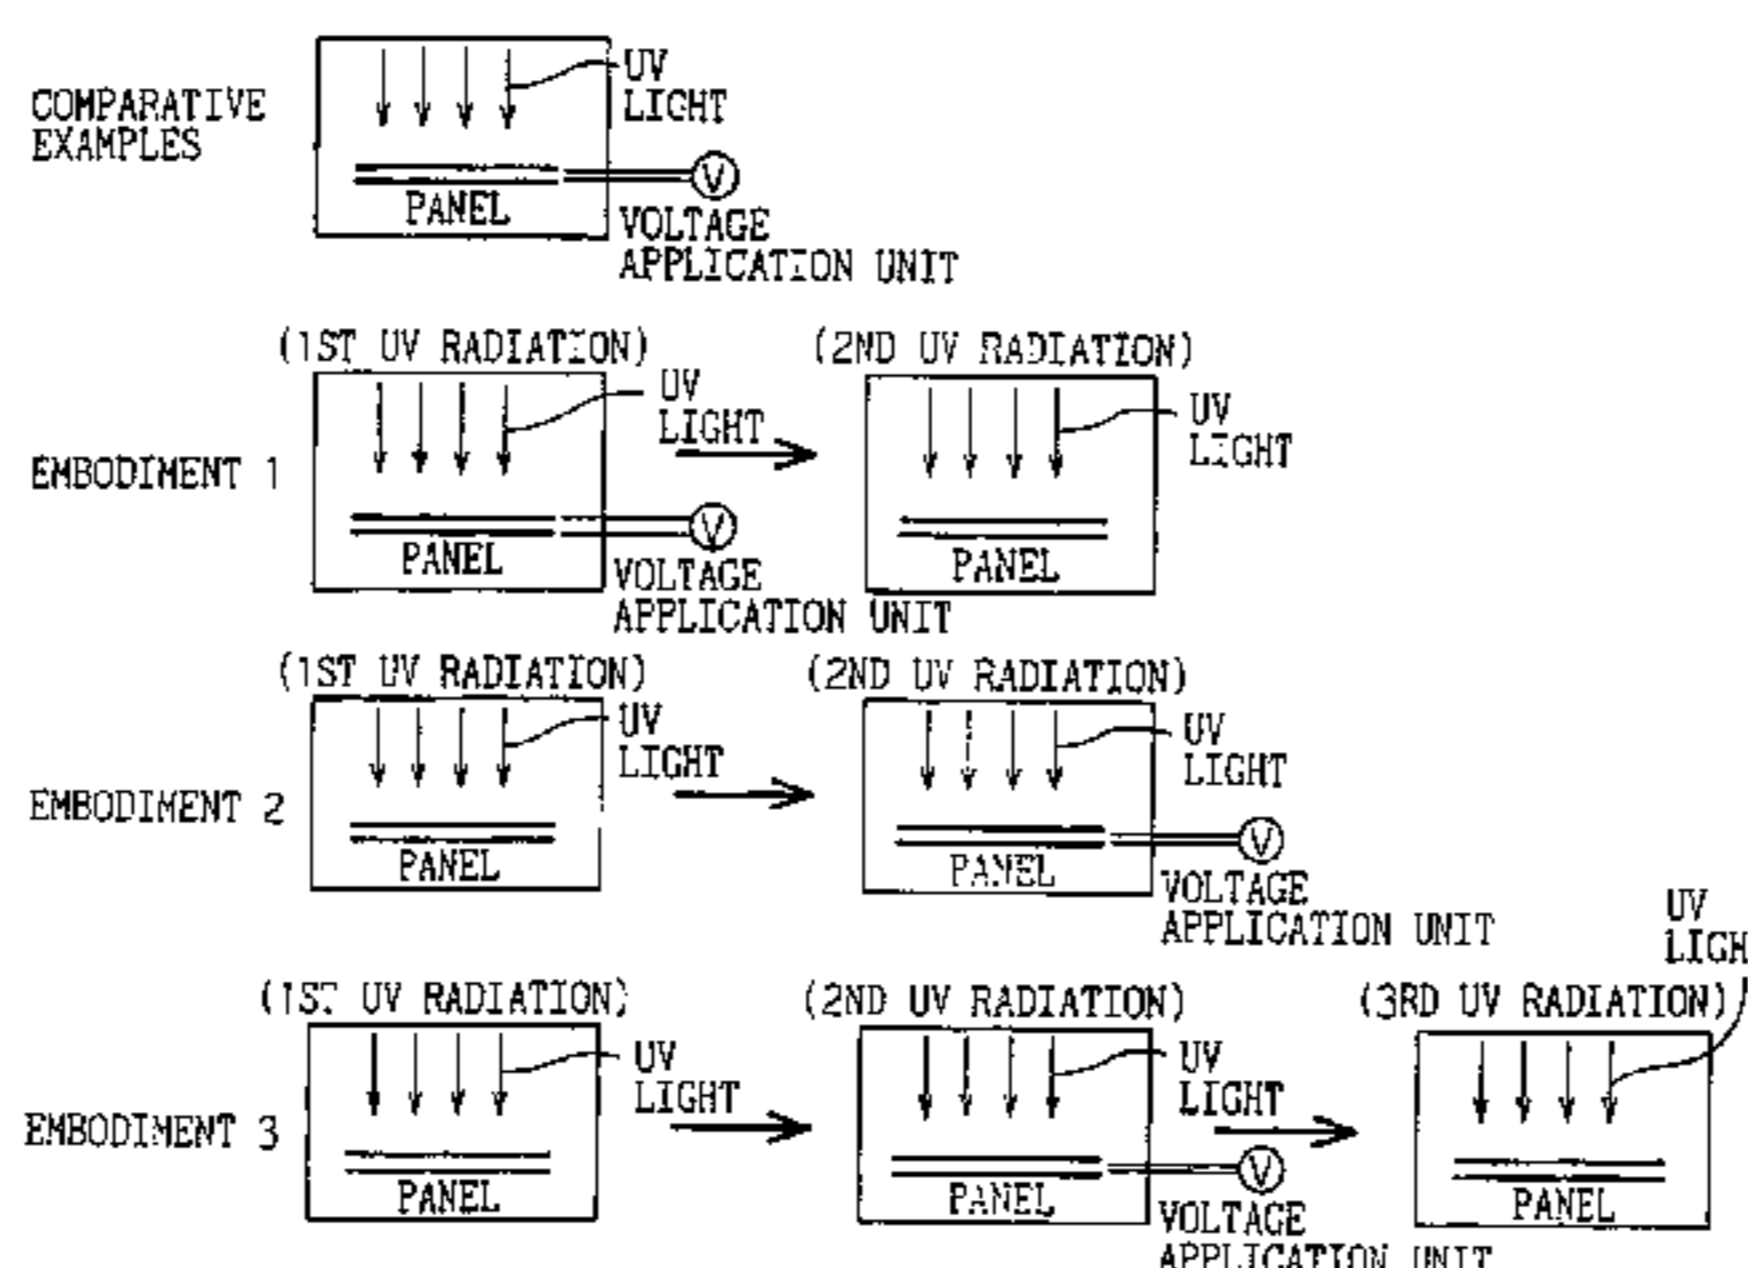 COMPARATIVE
EXAMPLES
UV
LIGHT
PANEL
V
VOLTAGE
APPLICATION UNIT
EMBODIMENT 1
(1ST UV RADIATION)
UV
LIGHT
PANEL
V
VOLTAGE
APPLICATION UNIT
(2ND UV RADIATION)
UV
LIGHT
PANEL
EMBODIMENT 2
(1ST UV RADIATION)
UV
LIGHT
PANEL
(2ND UV RADIATION)
UV
LIGHT
PANEL
V
VOLTAGE
APPLICATION UNIT
EMBODIMENT 3
(1ST UV RADIATION)
UV
LIGHT
PANEL
(2ND UV RADIATION)
UV
LIGHT
PANEL
V
VOLTAGE
APPLICATION UNIT
(3RD UV RADIATION)
UV
LIGH
PANEL